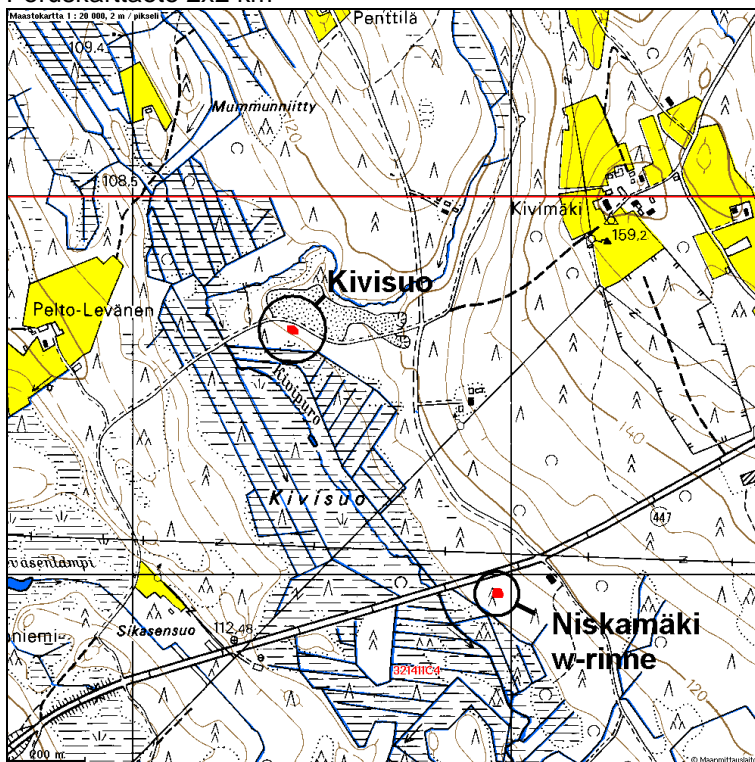 Maastokartta 1 : 20 000, 2 m / pikseli
Penttilä
109,4
Mummunniitty
120
108.5
Kivimäki
159,2
Kivisuo
Pelto-Levänen
140
Kivisuo
447
Sikasensuo
112,48
niemi
Niskamäki
w-rinne
321411C4
120
200 m